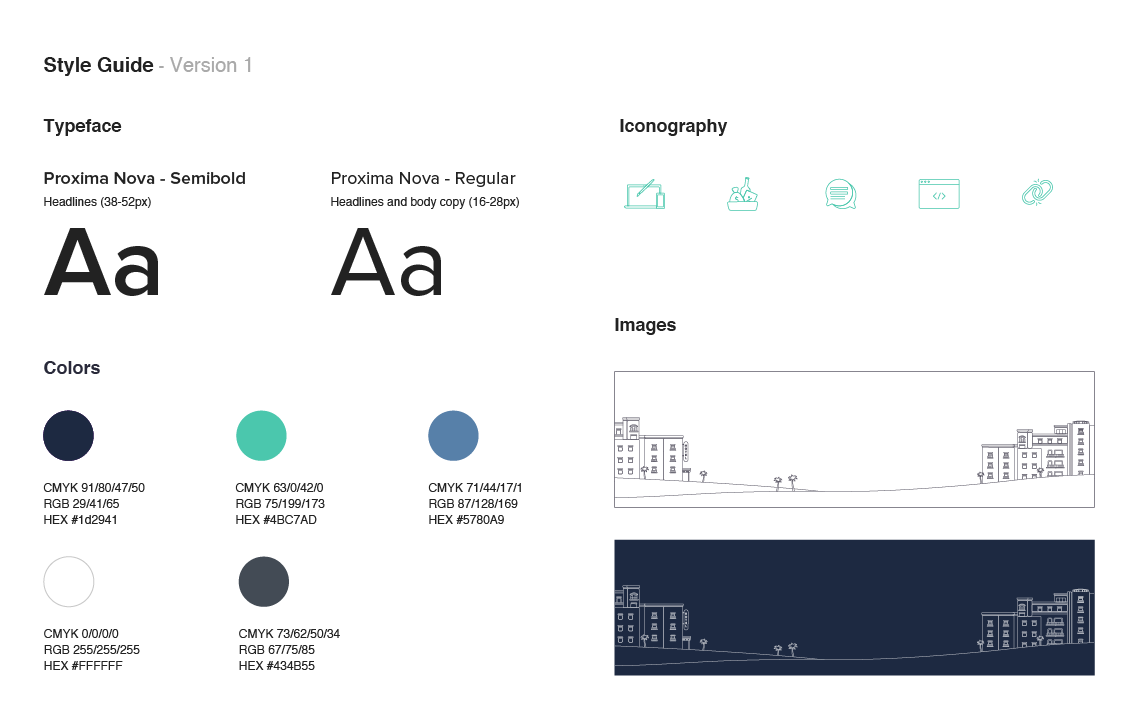 Style Guide - Version 1
Typeface
Proxima Nova - Semibold
Headlines (38-52px)
Aa
Proxima Nova - Regular
Headlines and body copy (16-28px)
Aa
Colors
CMYK 91/80/47/50
RGB 29/41/65
HEX #1d2941
CMYK 63/0/42/0
RGB 75/199/173
HEX #4BC7AD
CMYK 71/44/17/1
RGB 87/128/169
HEX #5780A9
CMYK 0/0/0/0
RGB 255/255/255
HEX #FFFFFF
CMYK 73/62/50/34
RGB 67/75/85
HEX #434B55
Iconography
</>
Images